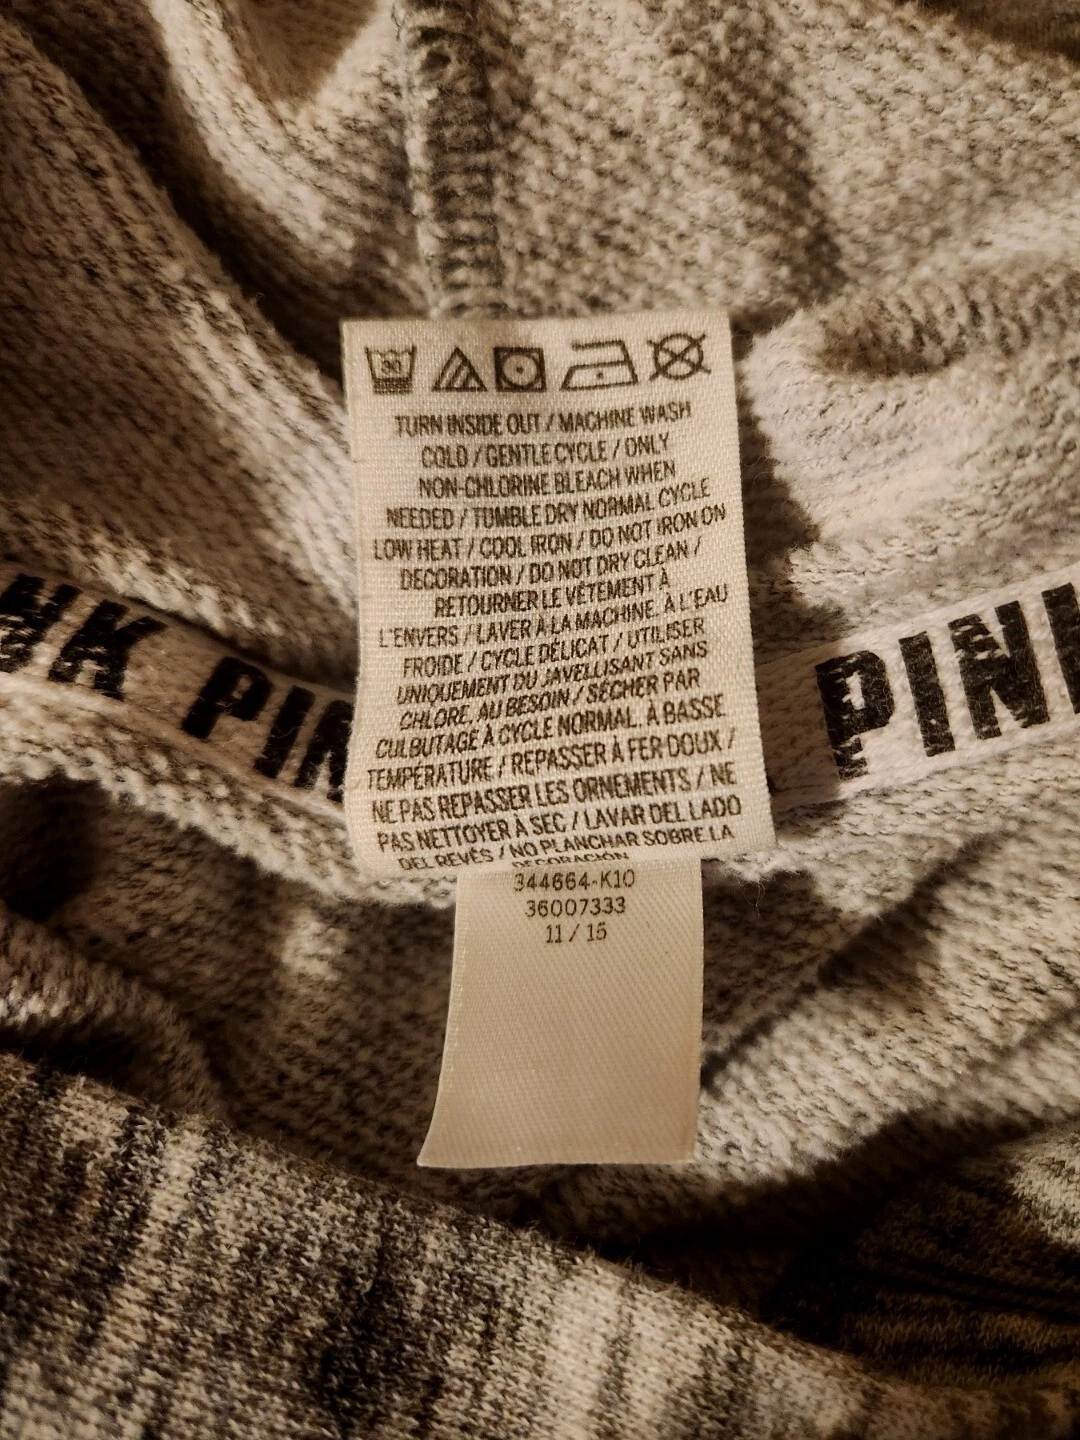 30
TURN INSIDE OUT / MACHINE WASH
COLD / GENTLE CYCLE / ONLY
NON-CHLORINE BLEACH WHEN
NEEDED / TUMBLE DRY NORMAL CYCLE
LOW HEAT / COOL IRON / DO NOT IRON ON
DECORATION / DO NOT DRY CLEAN /
RETOURNER LE VÊTEMENT À
L'ENVERS / LAVER À LA MACHINE. À L'EAU
FROIDE / CYCLE DÉLICAT / UTILISER
UNIQUEMENT DU JAVELLISANT SANS
CHLORE. AU BESOIN / SÉCHER PAR
CULBUTAGE À CYCLE NORMAL. À BASSE
TEMPÉRATURE / REPASSER À FER DOUX /
NE PAS REPASSER LES ORNEMENTS / NE
PAS NETTOYER À SEC / LAVAR DEL LADO
DEL REVÉS / NO PLANCHAR SOBRE LA
DECORACIÓN
344664-K10
36007333
11 / 15
NK PIN
PINK